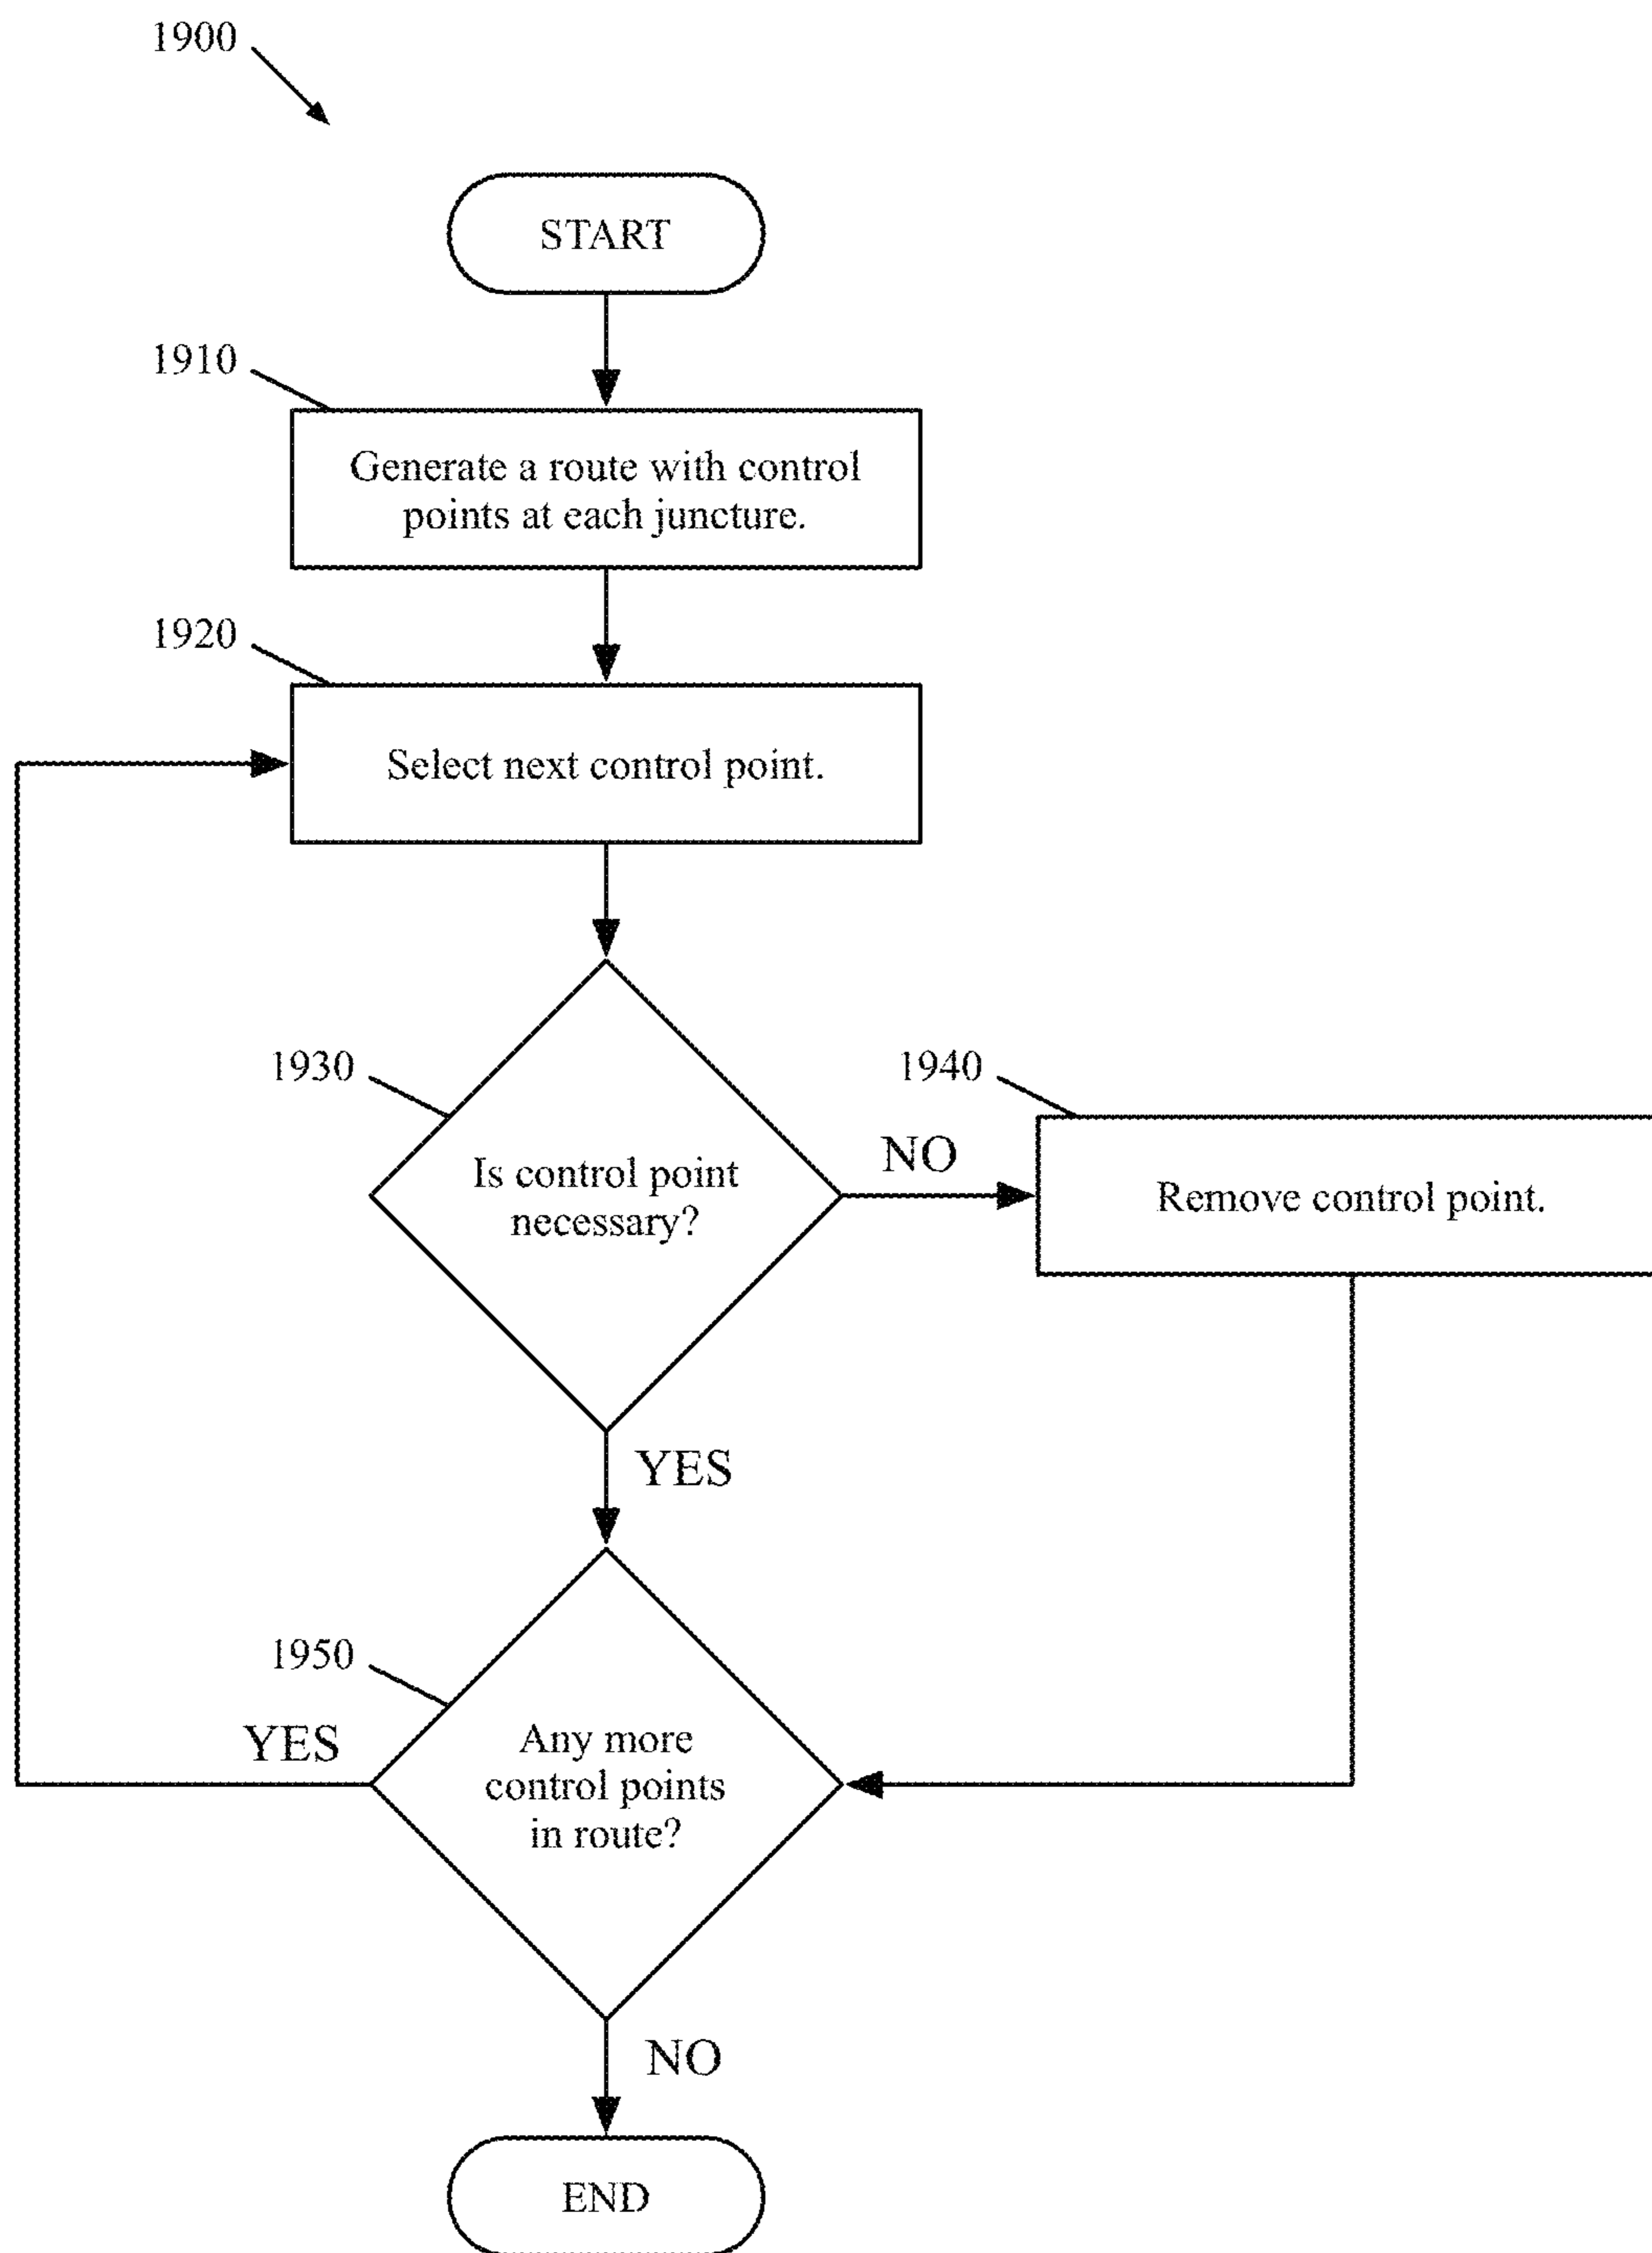 1900
START
1910
Generate a route with control
points at each juncture.
1920
Select next control point.
1930
1940
Is control point
necessary?
NO
Remove control point.
YES
1950
YES
Any more
control points
in route?
NO
END